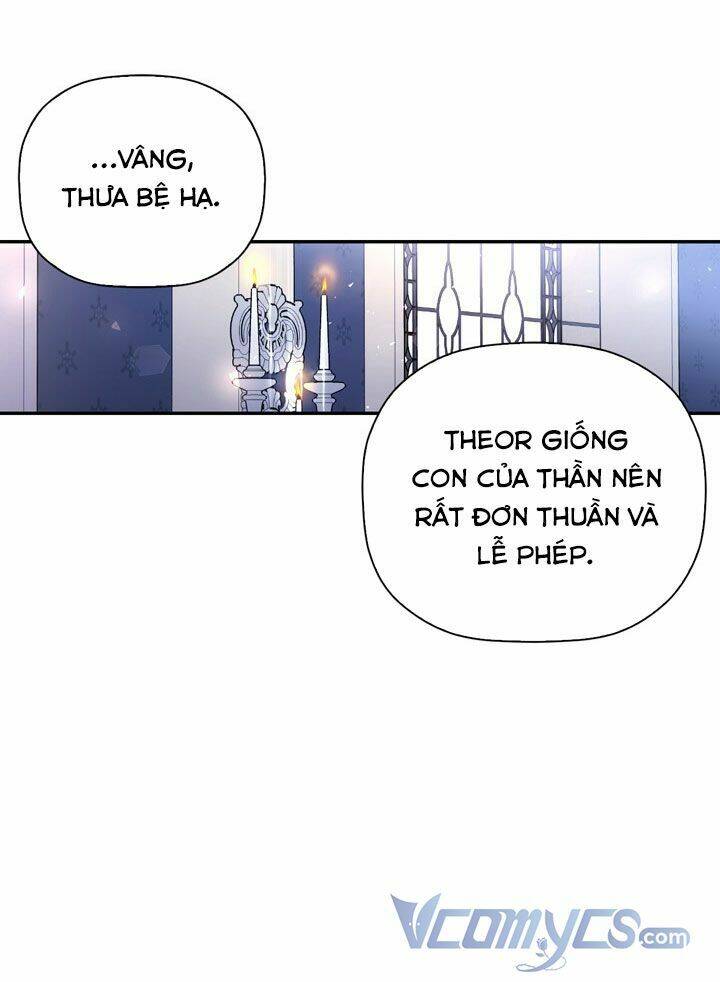 ...VÂNG,
THƯA BỆ HẠ.
THEOR GIỐNG
CON CỦA THẦN NÊN
RẤT ĐƠN THUẦN VÀ
LỄ PHÉP.
VCOMYCS.com